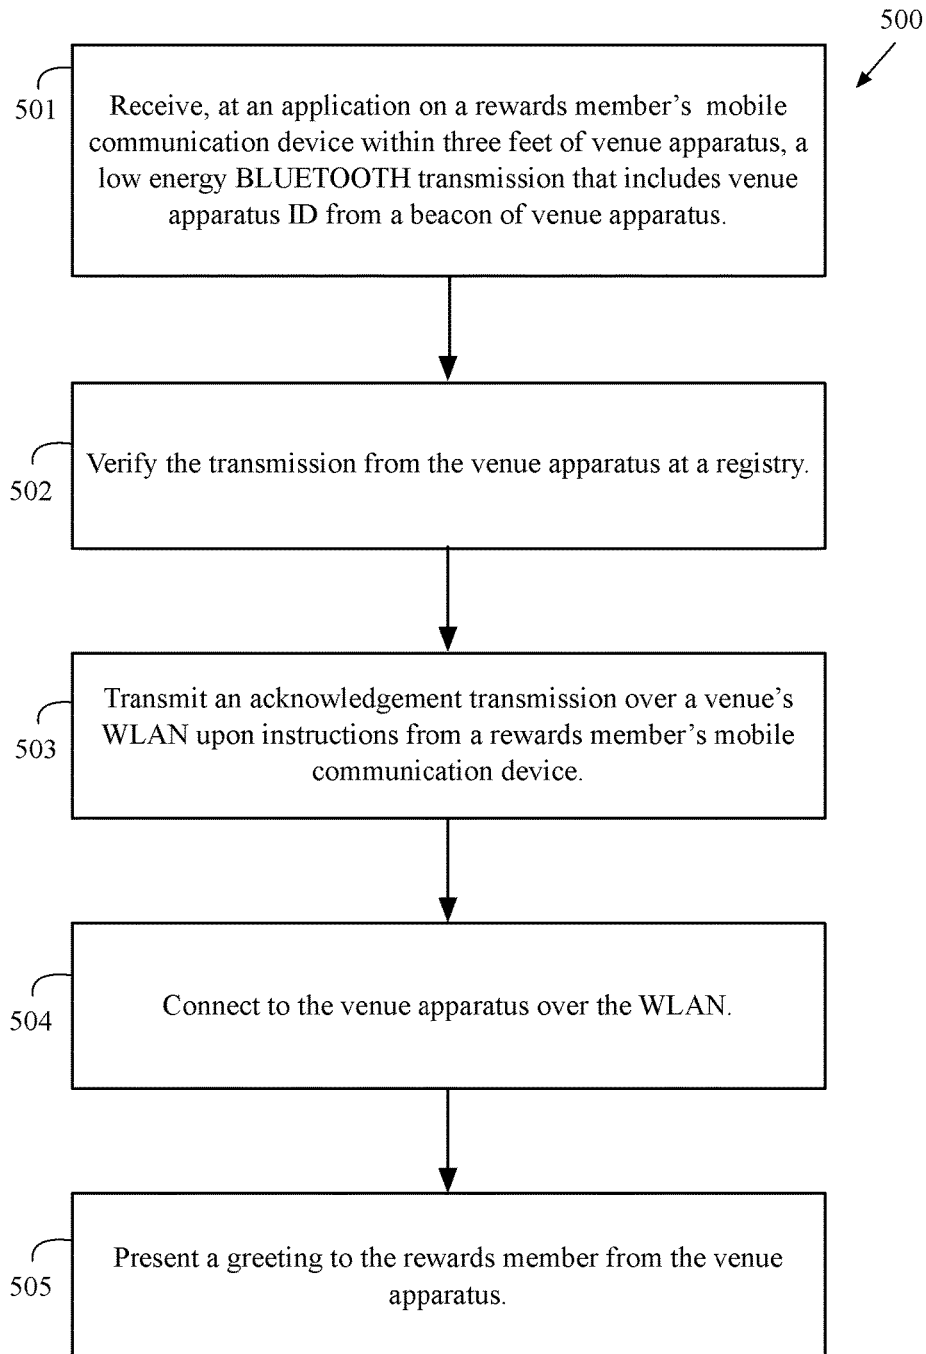 500
501
Receive, at an application on a rewards member's mobile
communication device within three feet of venue apparatus, a
low energy BLUETOOTH transmission that includes venue
apparatus ID from a beacon of venue apparatus.
502
Verify the transmission from the venue apparatus at a registry.
503
Transmit an acknowledgement transmission over a venue's
WLAN upon instructions from a rewards member's mobile
communication device.
504
Connect to the venue apparatus over the WLAN.
505
Present a greeting to the rewards member from the venue
apparatus.